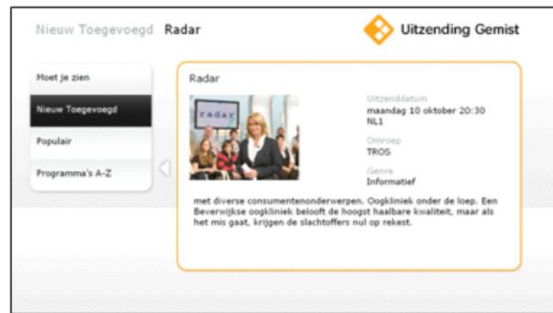 Nieuw Toegevoegd Radar
Uitzending Gemist
Moet je zien
Nieuw Toegevoegd
Populair
Programma's A-Z
Radar
radar
Uitzenddatum
maandag 10 oktober 20:30
NL1
Omroep
TROS
Genre
Informatief
met diverse consumentenonderwerpen. Oogkliniek onder de loep. Een
Beverwijkse oogkliniek belooft de hoogst haalbare kwaliteit, maar als
het mis gaat, krijgen de slachtoffers nul op rekest.